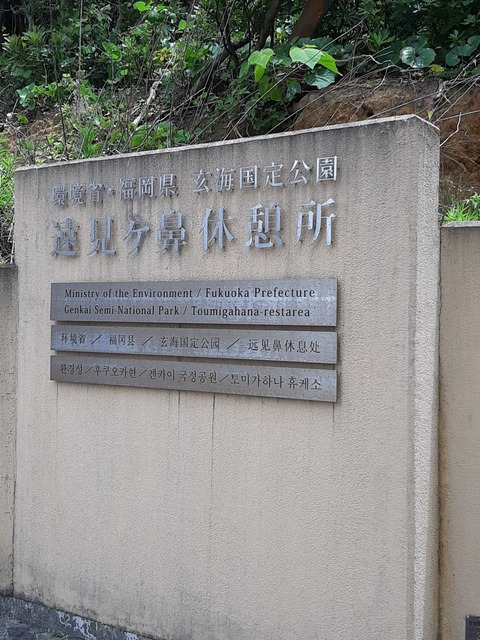 環境省・福岡県 玄海国定公園
遠見ケ鼻休憩所
Ministry of the Environment / Fukuoka Prefecture
Genkai Semi-National Park / Toumigahana-restarea
环境省 / 福冈县 / 玄海国定公园 / 远见鼻休息处
환경성/후쿠오카현/겐카이 국정공원/토미가하나 휴게소